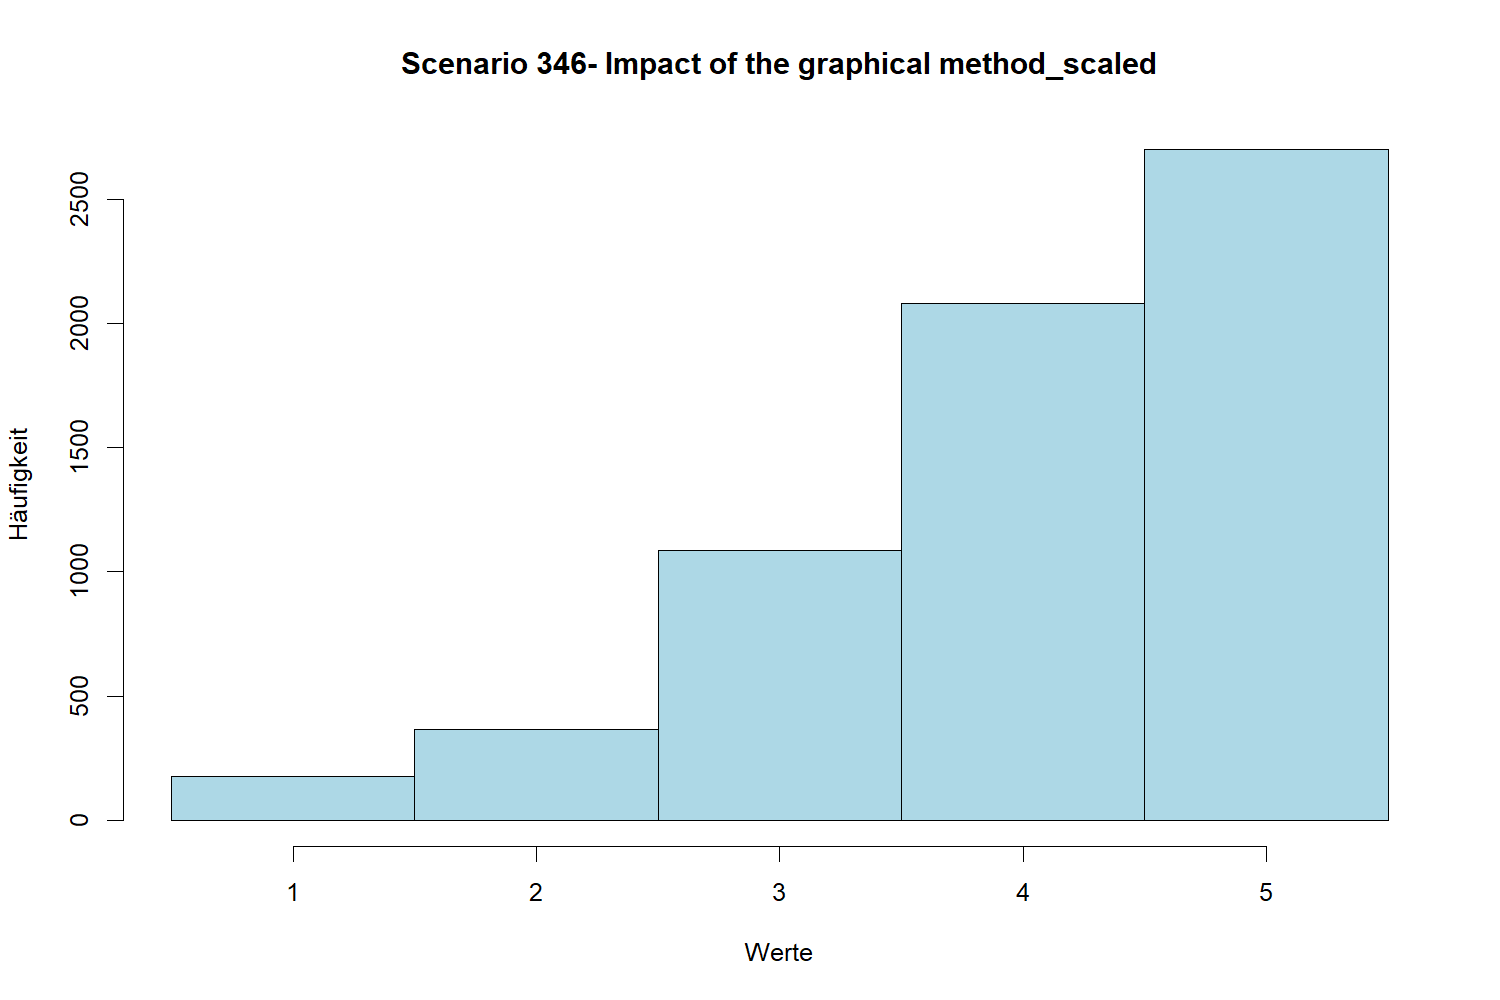 Scenario 346- Impact of the graphical method_scaled
Häufigkeit
2500
2000
1500
1000
500
0
1 2 3 4 5
Werte